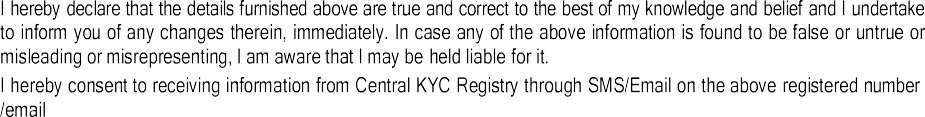 I hereby declare that the details furnished above are true and correct to the best of my knowledge and belief and I undertake
to inform you of any changes therein, immediately. In case any of the above information is found to be false or untrue or
misleading or misrepresenting, I am aware that I may be held liable for it.
I hereby consent to receiving information from Central KYC Registry through SMS/Email on the above registered number
/email